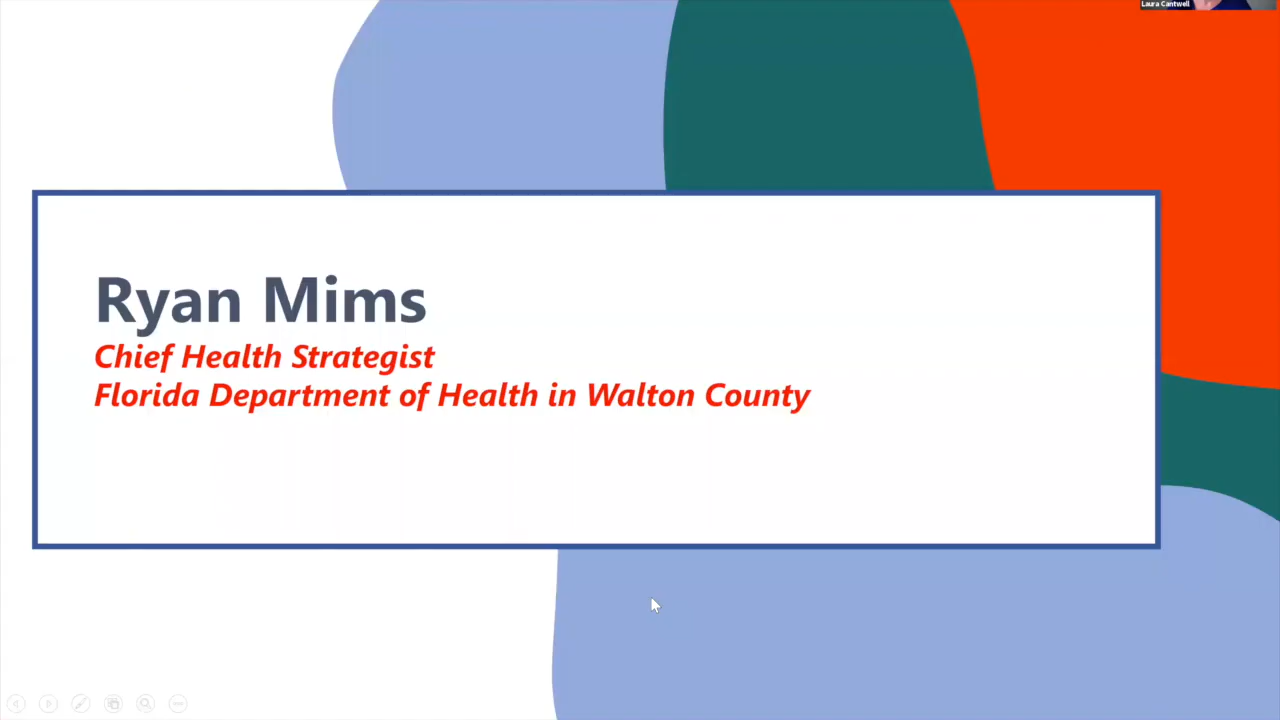 Laura Cantwell
Ryan Mims
Chief Health Strategist
Florida Department of Health in Walton County